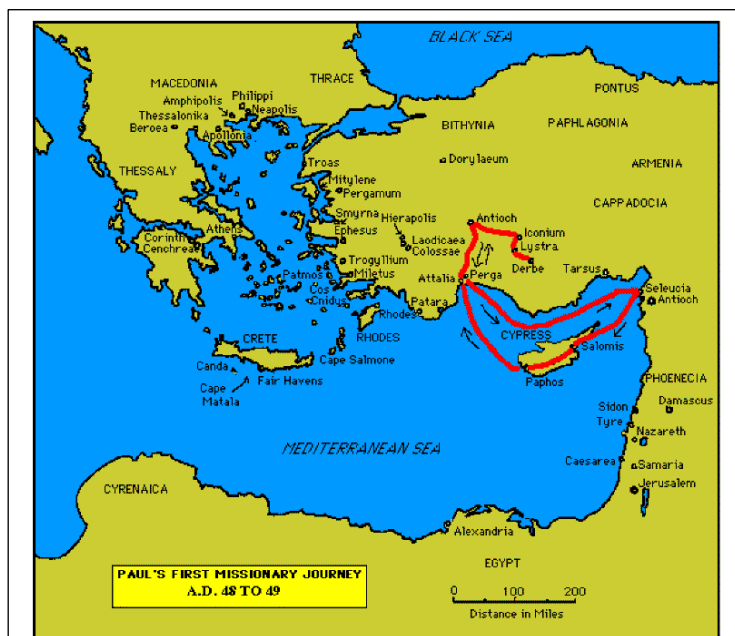 BLACK SEA
MACEDONIA
THRACE
Philippi
Amphipolis
Neapolis
Thessalonika
Beroea
Apollonia
PONTUS
BITHYNIA
PAPHLAGONIA
Dorylaeum
ARMENIA
THESSALY
Troas
Mitylene
Pergamum
CAPPADOCIA
Smyrna
Ephesus
Hierapolis
Antioch
Iconium
Laodicaea
Lystra
Colossae
Athens
Corinth
Cenchrea
Trogyllium
Miletus
Patmos
Derbe
Tarsus
Perga
Attalia
Seleucia
Antioch
Cos
Cnidus
Patara
Rhodes
RHODES
CRETE
CYPRESS
Salomis
Cape Salmone
Canda
Fair Havens
Cape
Matala
Paphos
PHOENECIA
Sidon
Damascus
Tyre
Nazareth
MEDITERRANEAN SEA
Caesarea
Samaria
Jerusalem
CYRENAICA
Alexandria
EGYPT
PAUL'S FIRST MISSIONARY JOURNEY
A.D. 48 TO 49
0 100 200
Distance in Miles